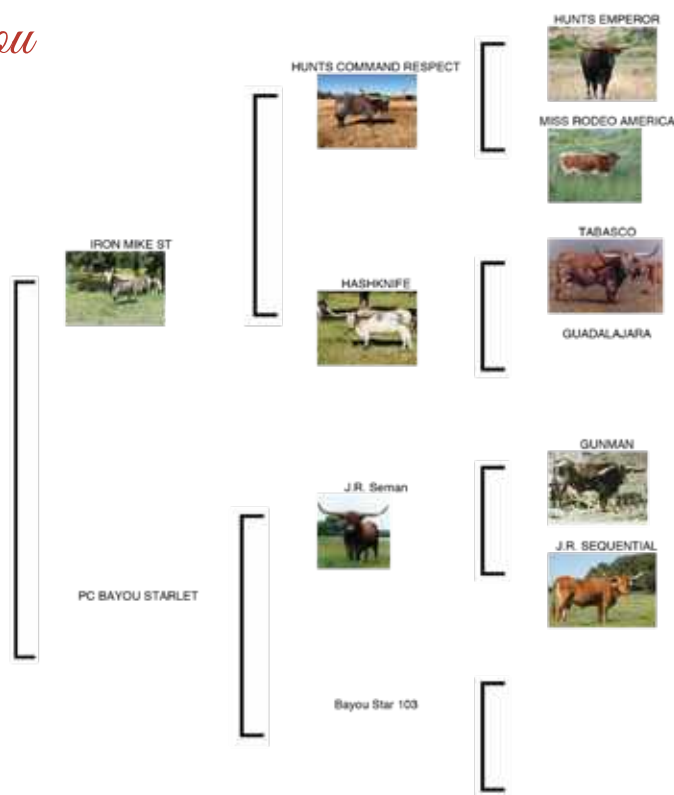 ou
HUNTS EMPEROR
HUNTS COMMAND RESPECT
MISS RODEO AMERICA
IRON MIKE ST
TABASCO
HASHKNIFE
GUADALAJARA
GUNMAN
J.R. Seman
J.R. SEQUENTIAL
PC BAYOU STARLET
Bayou Star 103